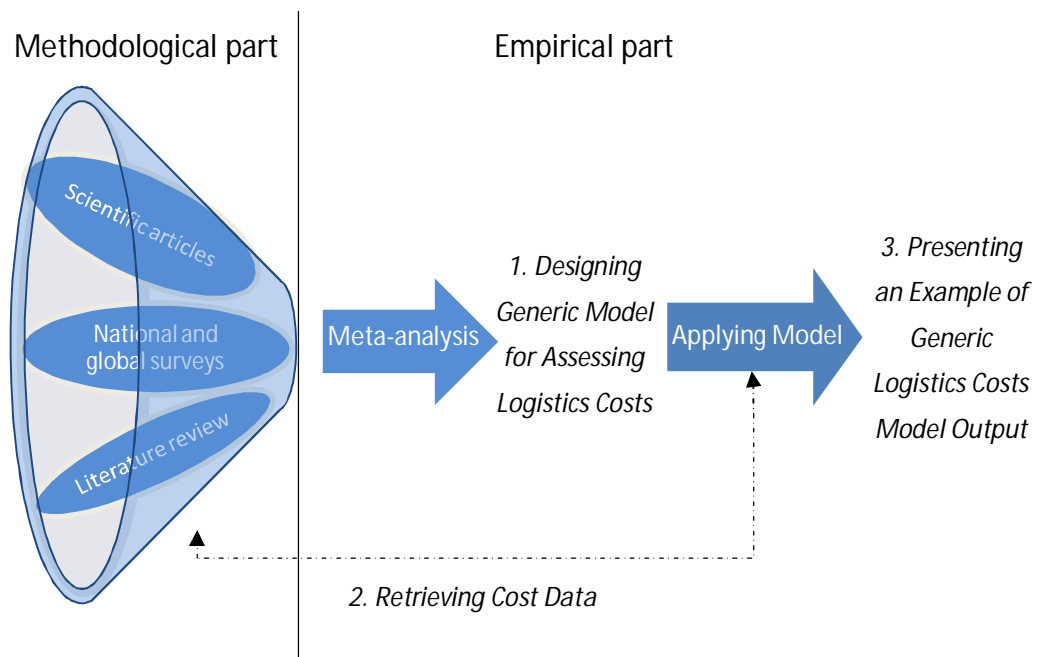 Methodological part
Empirical part
Scientific articles
National and
global surveys
Literature review
Meta-analysis
1. Designing
Generic Model
for Assessing
Logistics Costs
Applying Model
3. Presenting
an Example of
Generic
Logistics Costs
Model Output
2. Retrieving Cost Data